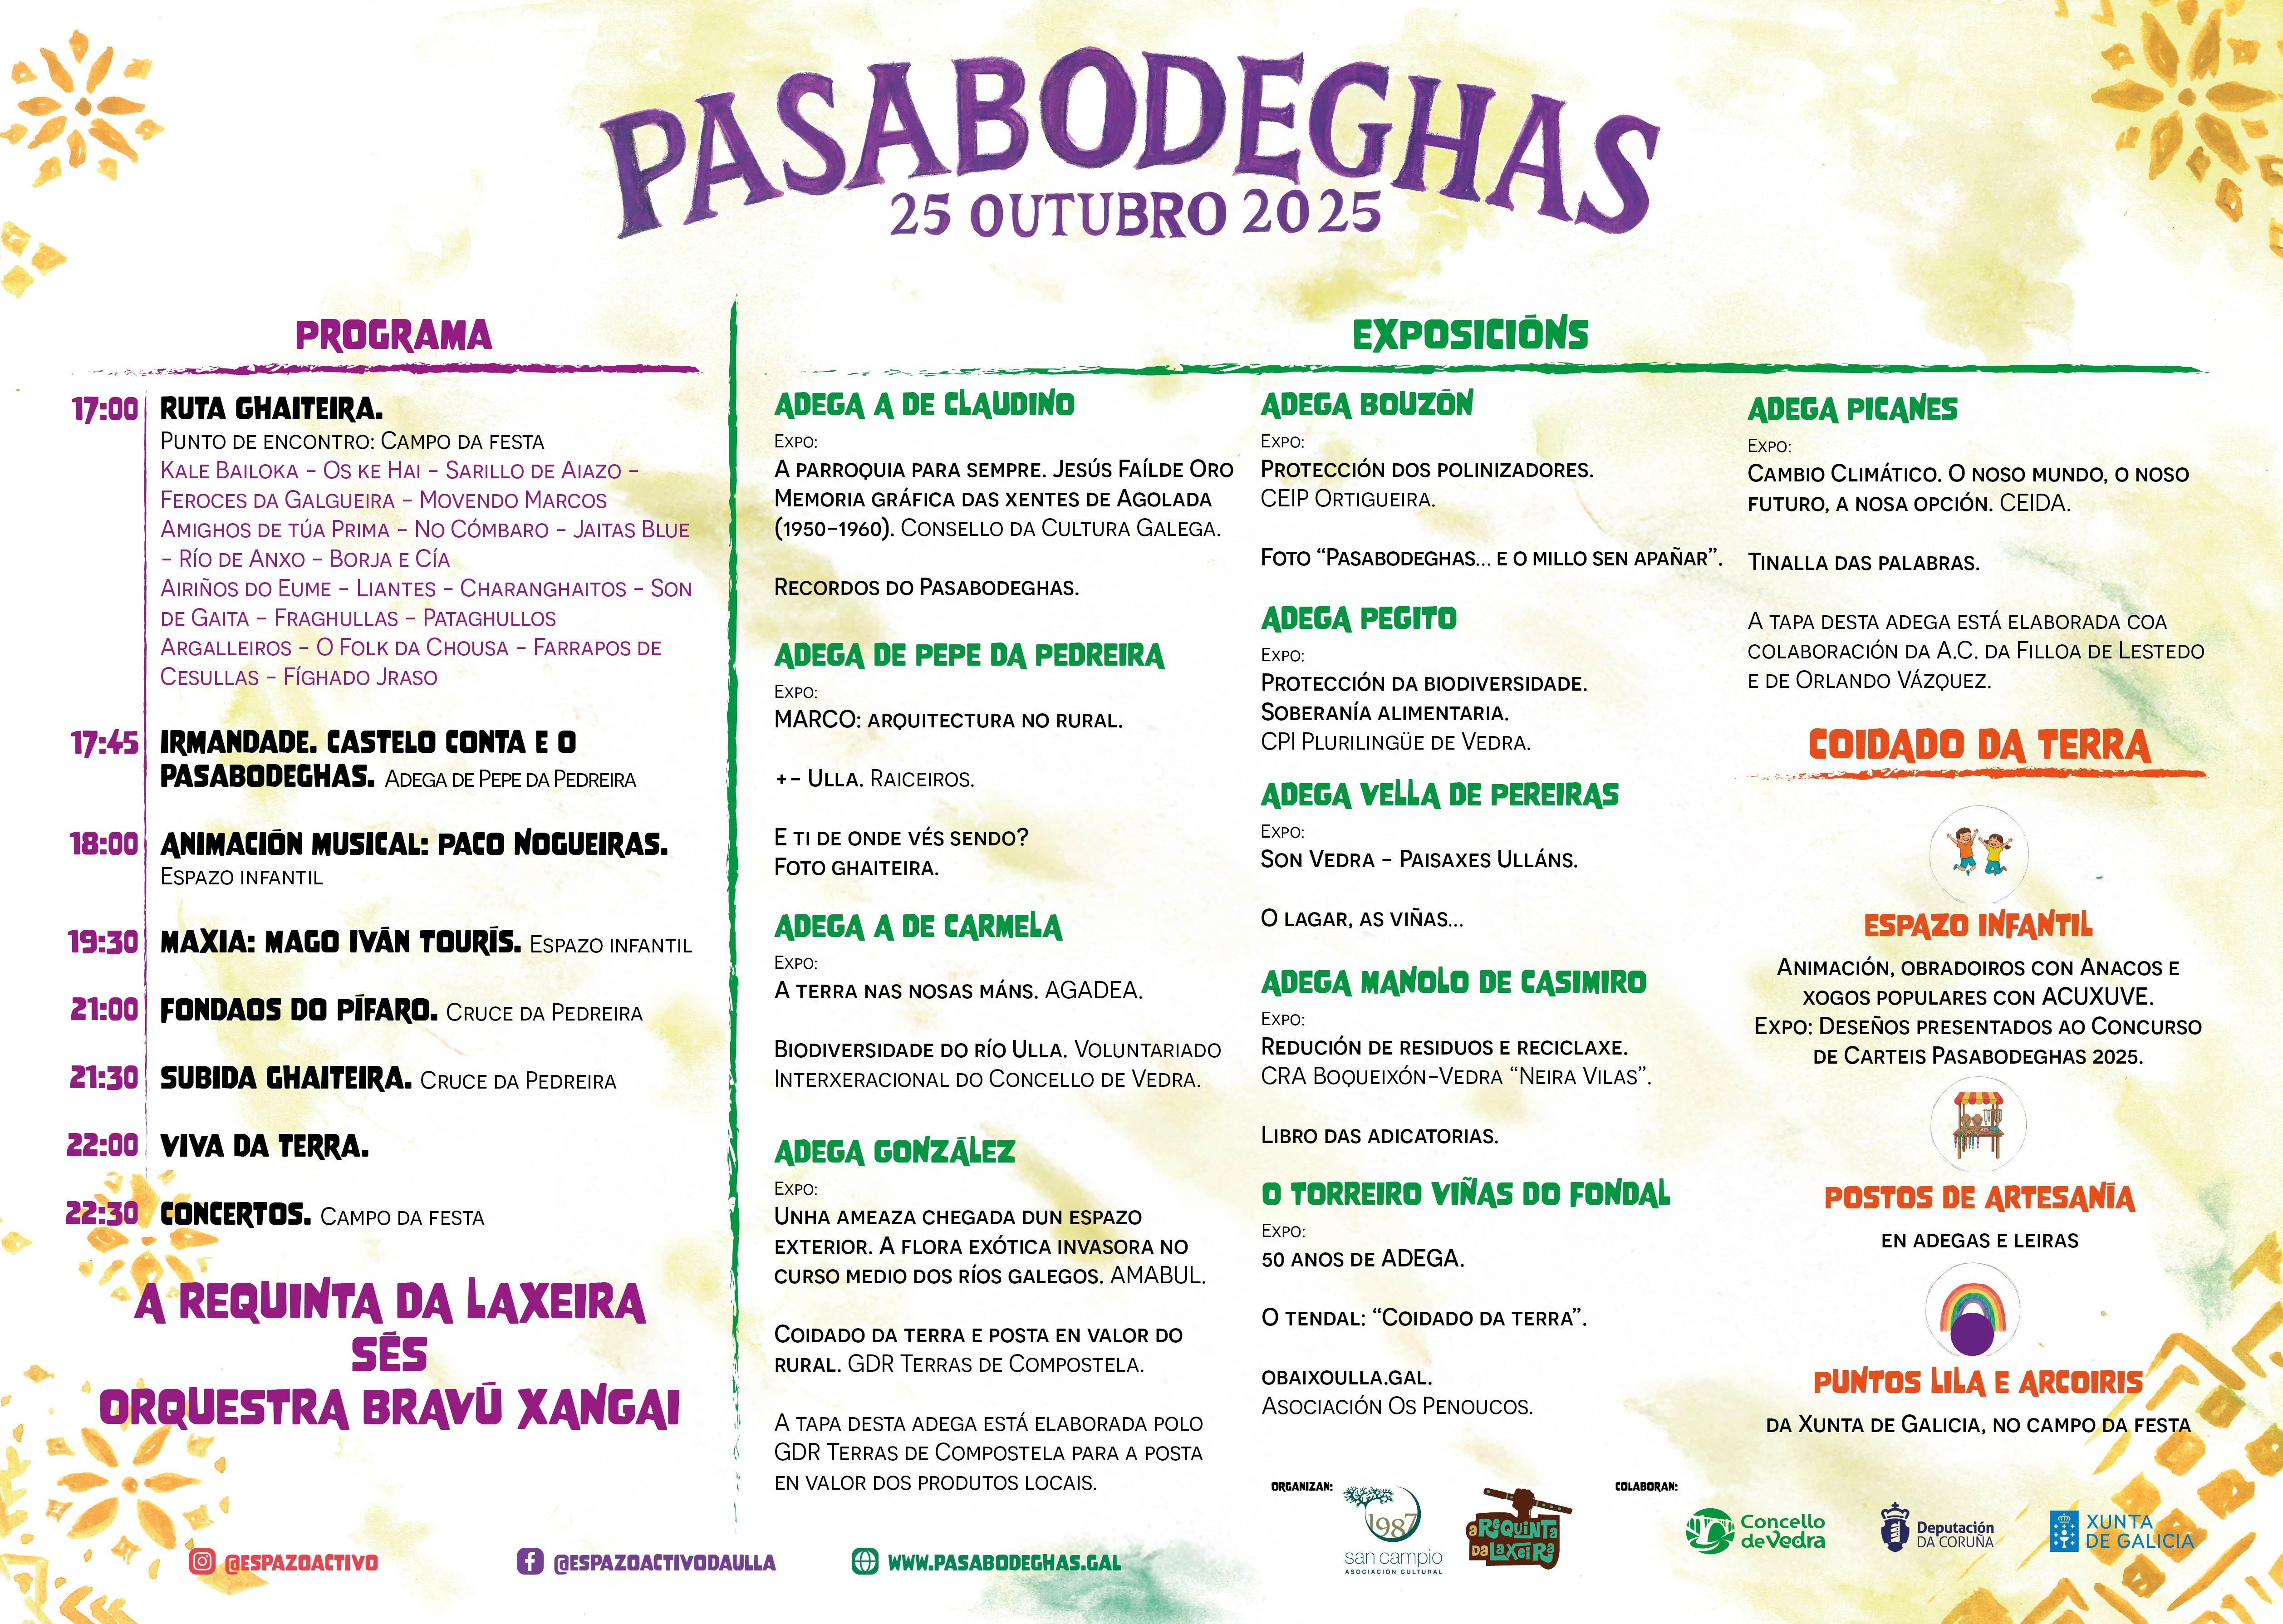 PASABODEGHAS
25 OUTUBRO 2025
PROGRAMA
17:00 RUTA GHAITEIRA.
PUNTO DE ENCONTRO: CAMPO DA FESTA
KALE BAILOKA - OS KE HAI - SARILLO DE AIAZO -
FEROCES DA GALGUEIRA - MOVENDO MARCOS
AMIGHOS DE TÚA PRIMA - NO CÓMBARO - JAITAS BLUE
- RÍO DE ANXO - BORJA E CÍA
AIRIÑOS DO EUME - LIANTES - CHARANGHAITOS - SON
DE GAITA - FRAGHULLAS - PATAGHULLOS
ARGALLEIROS - O FOLK DA CHOUSA - FARRAPOS DE
CESULLAS - FÍGHADO JRASO
17:45 IRMANDADE. CASTELO CONTA E O
PASABODEGHAS. ADEGA DE PEPE DA PEDREIRA
18:00 ANIMACIÓN MUSICAL: PACO NOGUEIRAS.
ESPAZO INFANTIL
19:30 MAXIA: MAGO IVÁN TOURÍS. ESPAZO INFANTIL
21:00 FONDAOS DO PÍFARO. CRUCE DA PEDREIRA
21:30 SUBIDA GHAITEIRA. CRUCE DA PEDREIRA
22:00 VIVA DA TERRA.
22:30 CONCERTOS. CAMPO DA FESTA
A REQUINTA DA LAXEIRA
SÉS
ORQUESTRA BRAVÚ XANGAI
EXPOSICIÓNS
ADEGA A DE CLAUDINO
EXPO:
A PARROQUIA PARA SEMPRE. JESÚS FAÍLDE ORO
MEMORIA GRÁFICA DAS XENTES DE AGOLADA
(1950-1960). CONSELLO DA CULTURA GALEGA.
RECORDOS DO PASABODEGHAS.
ADEGA DE PEPE DA PEDREIRA
EXPO:
MARCO: ARQUITECTURA NO RURAL.
+- ULLA. RAICEIROS.
E TI DE ONDE VÉS SENDO?
FOTO GHAITEIRA.
ADEGA A DE CARMELA
EXPO:
A TERRA NAS NOSAS MÁNS. AGADEA.
BIODIVERSIDADE DO RÍO ULLA. VOLUNTARIADO
INTERXERACIONAL DO CONCELLO DE VEDRA.
ADEGA GONZÁLEZ
EXPO:
UNHA AMEAZA CHEGADA DUN ESPAZO
EXTERIOR. A FLORA EXÓTICA INVASORA NO
CURSO MEDIO DOS RÍOS GALEGOS. AMABUL.
COIDADO DA TERRA E POSTA EN VALOR DO
RURAL. GDR TERRAS DE COMPOSTELA.
A TAPA DESTA ADEGA ESTÁ ELABORADA POLO
GDR TERRAS DE COMPOSTELA PARA A POSTA
EN VALOR DOS PRODUTOS LOCAIS.
ADEGA BOUZÓN
EXPO:
PROTECCIÓN DOS POLINIZADORES.
CEIP ORTIGUEIRA.
FOTO “PASABODEGHAS... E O MILLO SEN APAÑAR”.
ADEGA PEGITO
EXPO:
PROTECCIÓN DA BIODIVERSIDADE.
SOBERANÍA ALIMENTARIA.
CPI PLURILINGÜE DE VEDRA.
ADEGA VELLA DE PEREIRAS
EXPO:
SON VEDRA - PAISAXES ULLÁNS.
O LAGAR, AS VIÑAS...
ADEGA MANOLO DE CASIMIRO
EXPO:
REDUCIÓN DE RESIDUOS E RECICLAXE.
CRA BOQUEIXÓN-VEDRA “NEIRA VILAS”.
LIBRO DAS ADICATORIAS.
O TORREIRO VIÑAS DO FONDAL
EXPO:
50 ANOS DE ADEGA.
O TENDAL: “COIDADO DA TERRA”.
OBAIXOULLA.GAL.
ASOCIACIÓN OS PENOUCOS.
ADEGA PICANES
EXPO:
CAMBIO CLIMÁTICO. O NOSO MUNDO, O NOSO
FUTURO, A NOSA OPCIÓN. CEIDA.
TINALLA DAS PALABRAS.
A TAPA DESTA ADEGA ESTÁ ELABORADA COA
COLABORACIÓN DA A.C. DA FILLOA DE LESTEDO
E DE ORLANDO VÁZQUEZ.
COIDADO DA TERRA
ESPAZO INFANTIL
ANIMACIÓN, OBRADOIROS CON ANACOS E
XOGOS POPULARES CON ACUXUVE.
EXPO: DESEÑOS PRESENTADOS AO CONCURSO
DE CARTEIS PASABODEGHAS 2025.
POSTOS DE ARTESANÍA
EN ADEGAS E LEIRAS
PUNTOS LILA E ARCOIRIS
DA XUNTA DE GALICIA, NO CAMPO DA FESTA
ORGANIZAN:
1987
san campio
ASOCIACIÓN CULTURAL
a REQUINTA
DA LAXEIRA
COLABORAN:
Concello
de Vedra
Deputación
DA CORUÑA
XUNTA
DE GALICIA
@ESPAZOACTIVO
@ESPAZOACTIVODAULLA
WWW.PASABODEGHAS.GAL